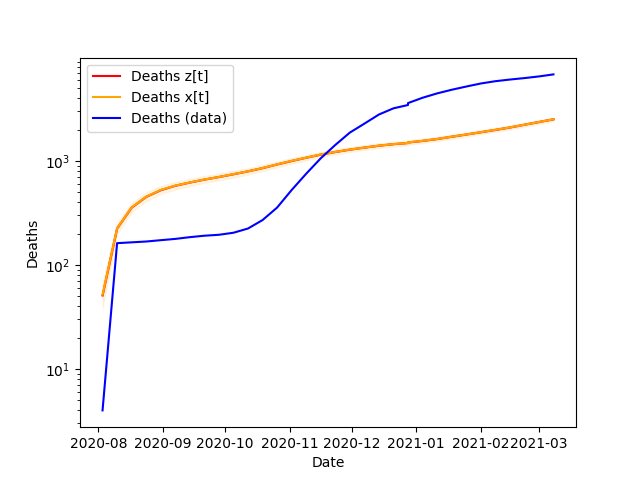 Deaths z[t]
Deaths x[t]
Deaths (data)
Deaths
10³
10²
10¹
2020-08 2020-09 2020-10 2020-11 2020-12 2021-01 2021-02 2021-03
Date